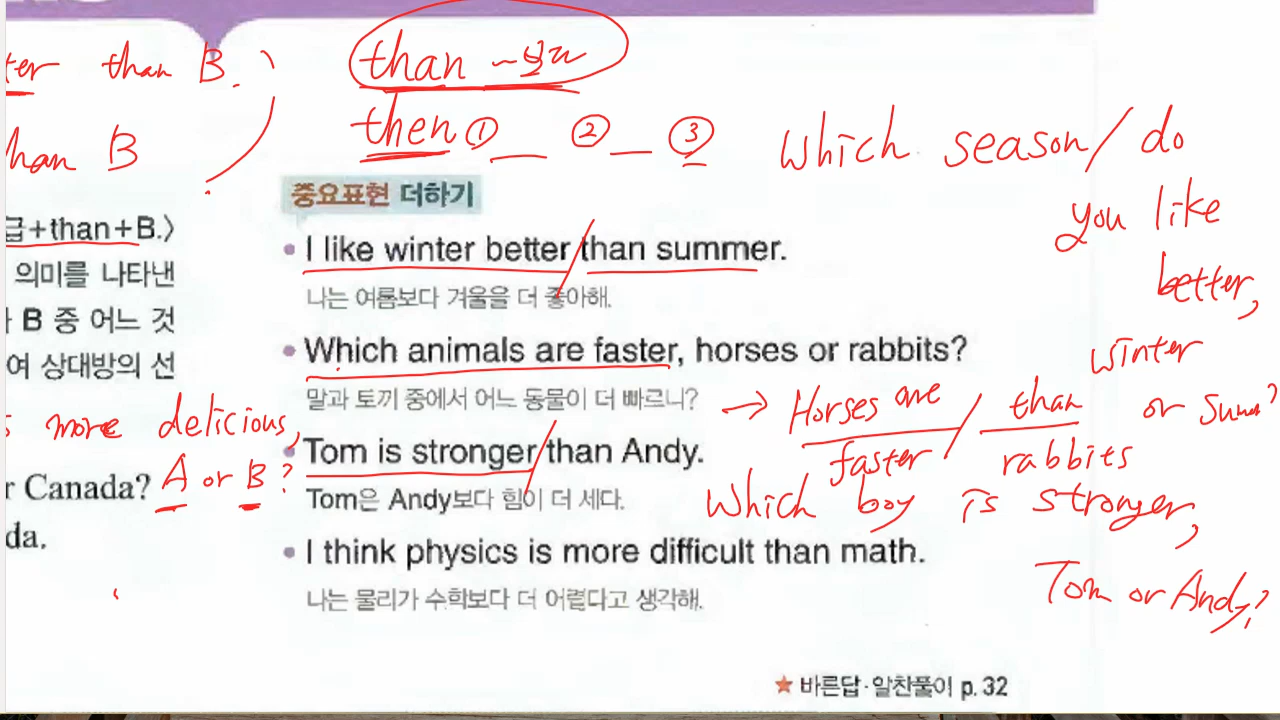 ter than B.
than ~보다
then ① ② ③
han B
Which season / do
you like
better,
winter
or
중요표현 더하기
급+than+B.〉
의미를 나타낸
B 중 어느 것
여 상대방의 선
s more delicious,
A or B?
r Canada?
da.
• I like winter better than summer.
나는 여름보다 겨울을 더 좋아해.
• Which animals are faster, horses or rabbits?
말과 토끼 중에서 어느 동물이 더 빠르니?
→ Horses are / than
faster / rabbits
• Tom is stronger than Andy.
Tom은 Andy보다 힘이 더 세다.
Which boy is stronger,
Tom or Andy?
• I think physics is more difficult than math.
나는 물리가 수학보다 더 어렵다고 생각해.
★ 바른답·알찬풀이 p. 32